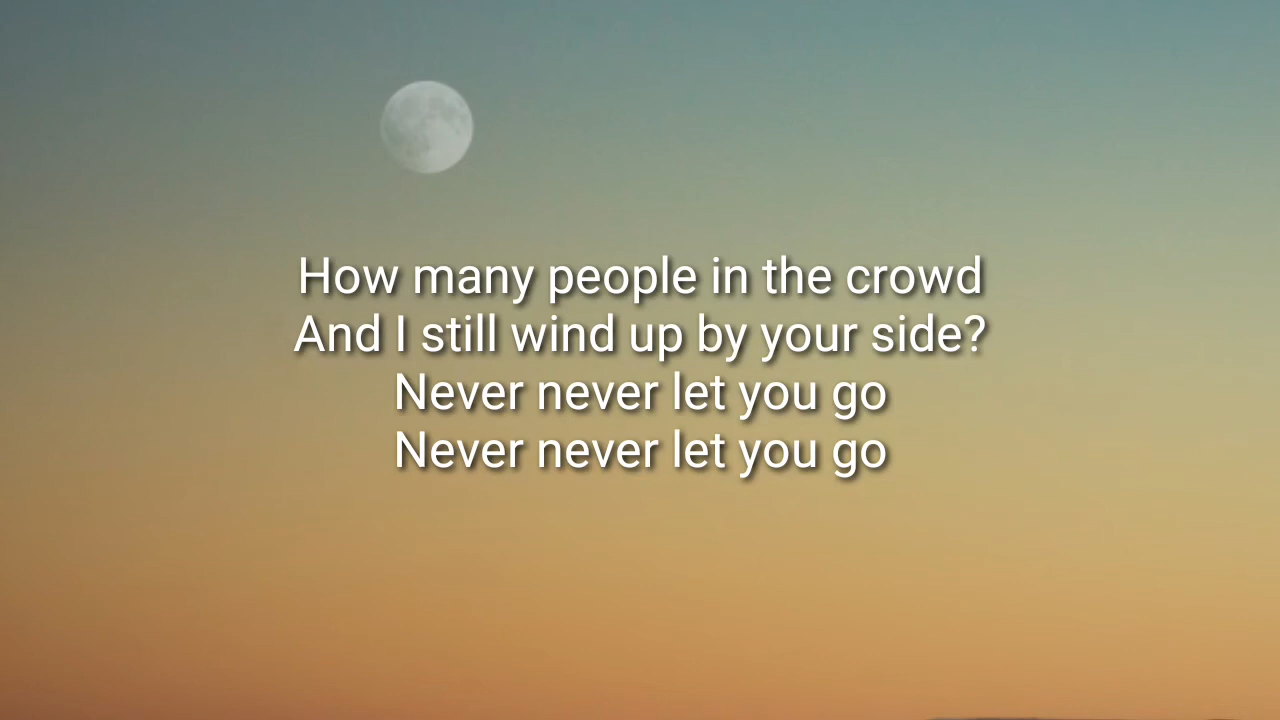 How many people in the crowd
And I still wind up by your side?
Never never let you go
Never never let you go